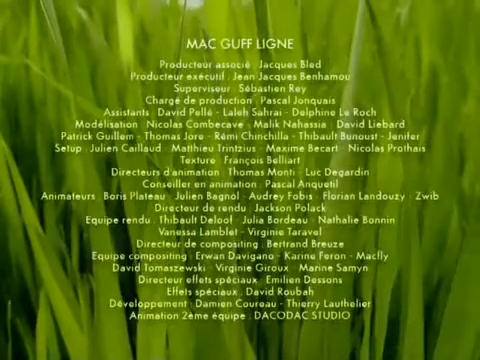 MAC GUFF LIGNE
Producteur associé : Jacques Bled
Producteur exécutif : Jean Jacques Benhamou
Superviseur : Sébastien Rey
Chargé de production : Pascal Jonquais
Assistants : David Pellé - Laleh Sahrai - Delphine Le Roch
Modélisation : Nicolas Combecave - Malik Nahassia - David Liebard
Patrick Guillem - Thomas Jore - Rémi Chinchilla - Thibault Benoust - Jenifer
Setup : Julien Caillaud - Matthieu Trintzius - Maxime Becart - Nicolas Prothais
Texture : François Belliart
Directeurs d'animation : Thomas Monti - Luc Degardin
Conseiller en animation : Pascal Anquetil
Animateurs : Boris Plateau - Julien Bagnol - Audrey Fobis - Florian Landouzy - Zwib
Directeur de rendu : Jackson Polack
Equipe rendu : Thibault Deloof - Julia Bordeau - Nathalie Bonnin
Vanessa Lamblet - Virginie Taravel
Directeur de compositing : Bertrand Breuze
Equipe compositing : Erwan Davigano - Karine Feron - Macfly
David Tomaszewski - Virginie Giroux - Marine Samyn
Directeur effets spéciaux : Emilien Dessons
Effets spéciaux : David Roubah
Développement : Damien Coureau - Thierry Lauthelier
Animation 2ème équipe : DACODAC STUDIO